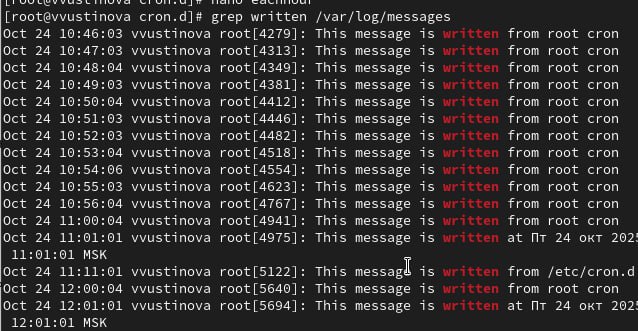 [root@vvustinova cron.d]# nano eachhour
[root@vvustinova cron.d]# grep written /var/log/messages
Oct 24 10:46:03 vvustinova root[4279]: This message is written from root cron
Oct 24 10:47:03 vvustinova root[4313]: This message is written from root cron
Oct 24 10:48:04 vvustinova root[4349]: This message is written from root cron
Oct 24 10:49:03 vvustinova root[4381]: This message is written from root cron
Oct 24 10:50:04 vvustinova root[4412]: This message is written from root cron
Oct 24 10:51:03 vvustinova root[4446]: This message is written from root cron
Oct 24 10:52:03 vvustinova root[4482]: This message is written from root cron
Oct 24 10:53:04 vvustinova root[4518]: This message is written from root cron
Oct 24 10:54:06 vvustinova root[4554]: This message is written from root cron
Oct 24 10:55:03 vvustinova root[4623]: This message is written from root cron
Oct 24 10:56:04 vvustinova root[4767]: This message is written from root cron
Oct 24 11:00:04 vvustinova root[4941]: This message is written from root cron
Oct 24 11:01:01 vvustinova root[4975]: This message is written at Пт 24 окт 2025
11:01:01 MSK
Oct 24 11:11:01 vvustinova root[5122]: This message is written from /etc/cron.d
Oct 24 12:00:04 vvustinova root[5640]: This message is written from root cron
Oct 24 12:01:01 vvustinova root[5694]: This message is written at Пт 24 окт 2025
12:01:01 MSK